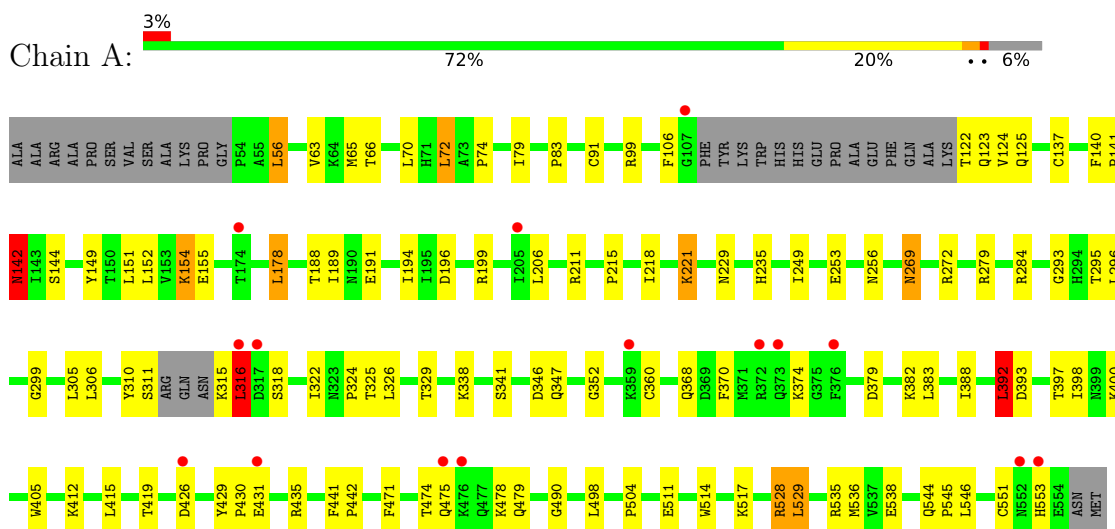 3%
Chain A:
72% 20% • • 6%
ALA ALA ARG ALA PRO SER VAL SER ALA LYS PRO GLY P54 A55 L56 V63 K64 M65 T66 L70 H71 L72 A73 P74 I79 P83 C91 R99 F106 G107 PHE TYR LYS TRP HIS HIS GLU PRO ALA GLU PHE GLN ALA LYS T122 Q123 V124 Q125 C137 F140
N142 I143 S144 Y149 T150 L151 L152 V153 K154 E155 T174 L178 T188 I189 N190 E191 I194 I195 D196 R199 I205 L206 R211 P215 I218 K221 N229 H235 I249 E253 N256 N269 R272 R279 R284 G293 H294 T295 L296
G299 L305 L306 Y310 S311 ARG GLN ASN K315 L316 D317 S318 I322 N323 P324 T325 L326 T329 K338 S341 D346 Q347 G352 K359 C360 Q368 D369 F370 M371 R372 Q373 K374 G375 F376 D379 K382 L383 I388 L392 D393 T397 I398 N399 K400
W405 K412 L415 T419 D426 Y429 P430 E431 R435 F441 P442 F471 T474 Q475 K476 Q477 K478 Q479 G490 L498 P504 E511 W514 K517 R528 L529 R535 M536 V537 E538 Q544 P545 L546 C551 N552 H553 E554 ASN MET